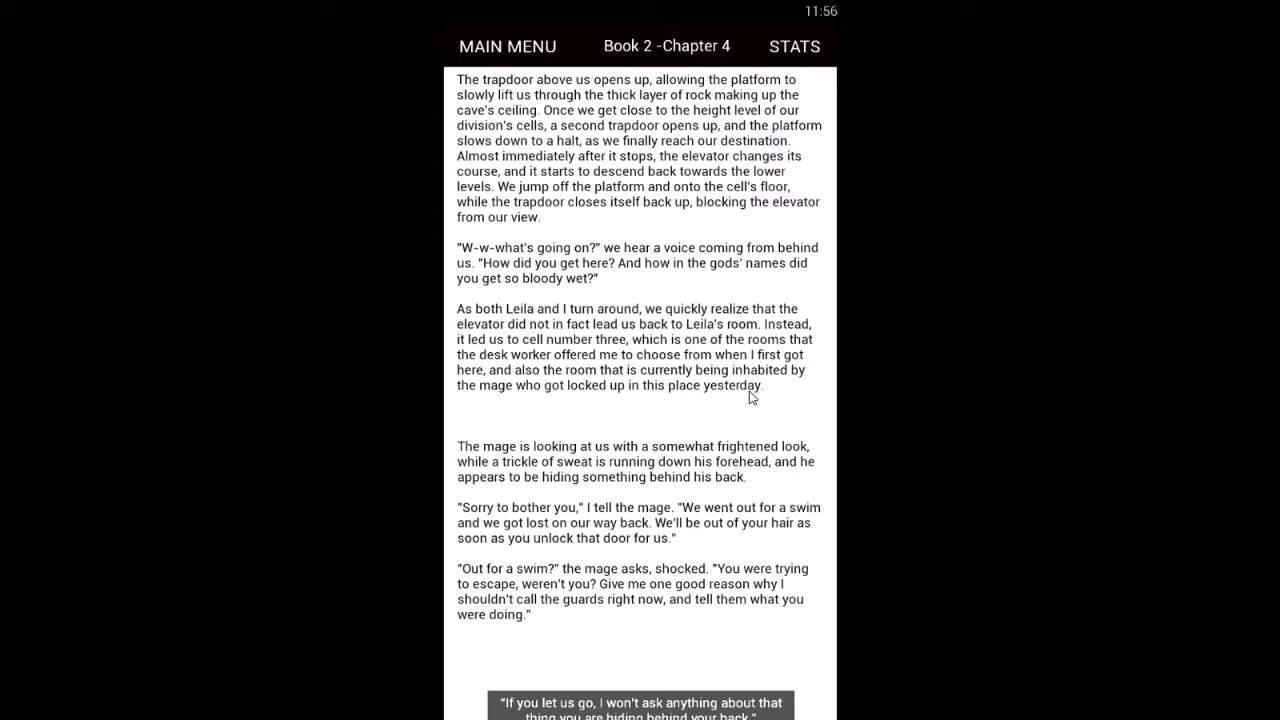 11:56
MAIN MENU Book 2 -Chapter 4 STATS
The trapdoor above us opens up, allowing the platform to
slowly lift us through the thick layer of rock making up the
cave's ceiling. Once we get close to the height level of our
division's cells, a second trapdoor opens up, and the platform
slows down to a halt, as we finally reach our destination.
Almost immediately after it stops, the elevator changes its
course, and it starts to descend back towards the lower
levels. We jump off the platform and onto the cell's floor,
while the trapdoor closes itself back up, blocking the elevator
from our view.
"W-w-what's going on?" we hear a voice coming from behind
us. "How did you get here? And how in the gods' names did
you get so bloody wet?"
As both Leila and I turn around, we quickly realize that the
elevator did not in fact lead us back to Leila's room. Instead,
it led us to cell number three, which is one of the rooms that
the desk worker offered me to choose from when I first got
here, and also the room that is currently being inhabited by
the mage who got locked up in this place yesterday.
The mage is looking at us with a somewhat frightened look,
while a trickle of sweat is running down his forehead, and he
appears to be hiding something behind his back.
"Sorry to bother you," I tell the mage. "We went out for a swim
and we got lost on our way back. We'll be out of your hair as
soon as you unlock that door for us."
"Out for a swim?" the mage asks, shocked. "You were trying
to escape, weren't you? Give me one good reason why I
shouldn't call the guards right now, and tell them what you
were doing."
"If you let us go, I won't ask anything about that
thing you are hiding behind your back."